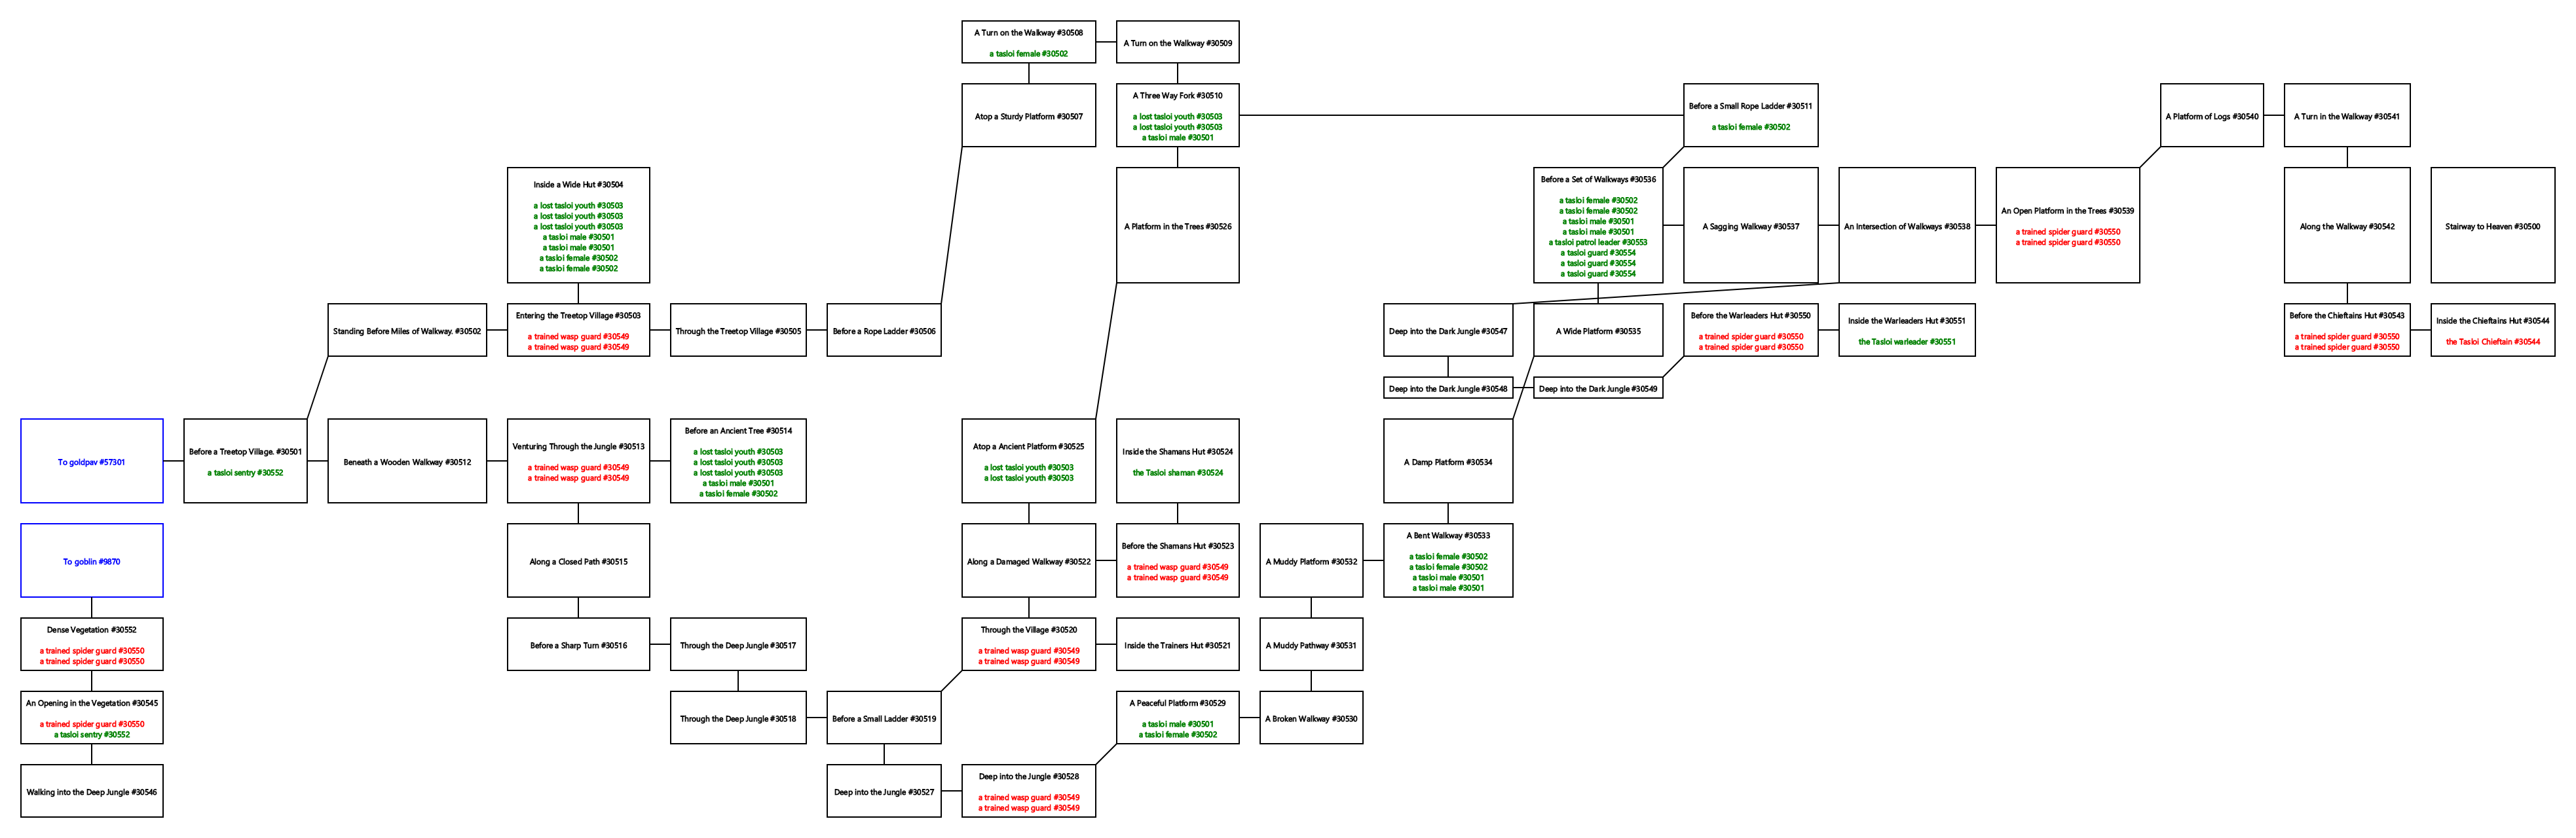 A Turn on the Walkway #30508
a tasloi female #30502
A Turn on the Walkway #30509
Atop a Sturdy Platform #30507
A Three Way Fork #30510
a lost tasloi youth #30503
a lost tasloi youth #30503
a tasloi male #30501
Before a Small Rope Ladder #30511
a tasloi female #30502
A Platform of Logs #30540
A Turn in the Walkway #30541
Inside a Wide Hut #30504
a lost tasloi youth #30503
a lost tasloi youth #30503
a lost tasloi youth #30503
a tasloi male #30501
a tasloi male #30501
a tasloi female #30502
a tasloi female #30502
A Platform in the Trees #30526
Before a Set of Walkways #30536
a tasloi female #30502
a tasloi female #30502
a tasloi male #30501
a tasloi male #30501
a tasloi patrol leader #30553
a tasloi guard #30554
a tasloi guard #30554
a tasloi guard #30554
A Sagging Walkway #30537
An Intersection of Walkways #30538
An Open Platform in the Trees #30539
a trained spider guard #30550
a trained spider guard #30550
Along the Walkway #30542
Stairway to Heaven #30500
Standing Before Miles of Walkway. #30502
Entering the Treetop Village #30503
a trained wasp guard #30549
a trained wasp guard #30549
Through the Treetop Village #30505
Before a Rope Ladder #30506
Deep into the Dark Jungle #30547
A Wide Platform #30535
Before the Warleaders Hut #30550
a trained spider guard #30550
a trained spider guard #30550
Inside the Warleaders Hut #30551
the Tasloi warleader #30551
Before the Chieftains Hut #30543
a trained spider guard #30550
a trained spider guard #30550
Inside the Chieftains Hut #30544
the Tasloi Chieftain #30544
Deep into the Dark Jungle #30548
Deep into the Dark Jungle #30549
To goldpav #57301
Before a Treetop Village. #30501
a tasloi sentry #30552
Beneath a Wooden Walkway #30512
Venturing Through the Jungle #30513
a trained wasp guard #30549
a trained wasp guard #30549
Before an Ancient Tree #30514
a lost tasloi youth #30503
a lost tasloi youth #30503
a lost tasloi youth #30503
a tasloi male #30501
a tasloi female #30502
Atop a Ancient Platform #30525
a lost tasloi youth #30503
a lost tasloi youth #30503
Inside the Shamans Hut #30524
the Tasloi shaman #30524
A Damp Platform #30534
To goblin #9870
Along a Closed Path #30515
Along a Damaged Walkway #30522
Before the Shamans Hut #30523
a trained wasp guard #30549
a trained wasp guard #30549
A Muddy Platform #30532
A Bent Walkway #30533
a tasloi female #30502
a tasloi female #30502
a tasloi male #30501
a tasloi male #30501
Dense Vegetation #30552
a trained spider guard #30550
a trained spider guard #30550
Before a Sharp Turn #30516
Through the Deep Jungle #30517
Through the Village #30520
a trained wasp guard #30549
a trained wasp guard #30549
Inside the Trainers Hut #30521
A Muddy Pathway #30531
An Opening in the Vegetation #30545
a trained spider guard #30550
a tasloi sentry #30552
Through the Deep Jungle #30518
Before a Small Ladder #30519
A Peaceful Platform #30529
a tasloi male #30501
a tasloi female #30502
A Broken Walkway #30530
Walking into the Deep Jungle #30546
Deep into the Jungle #30527
Deep into the Jungle #30528
a trained wasp guard #30549
a trained wasp guard #30549